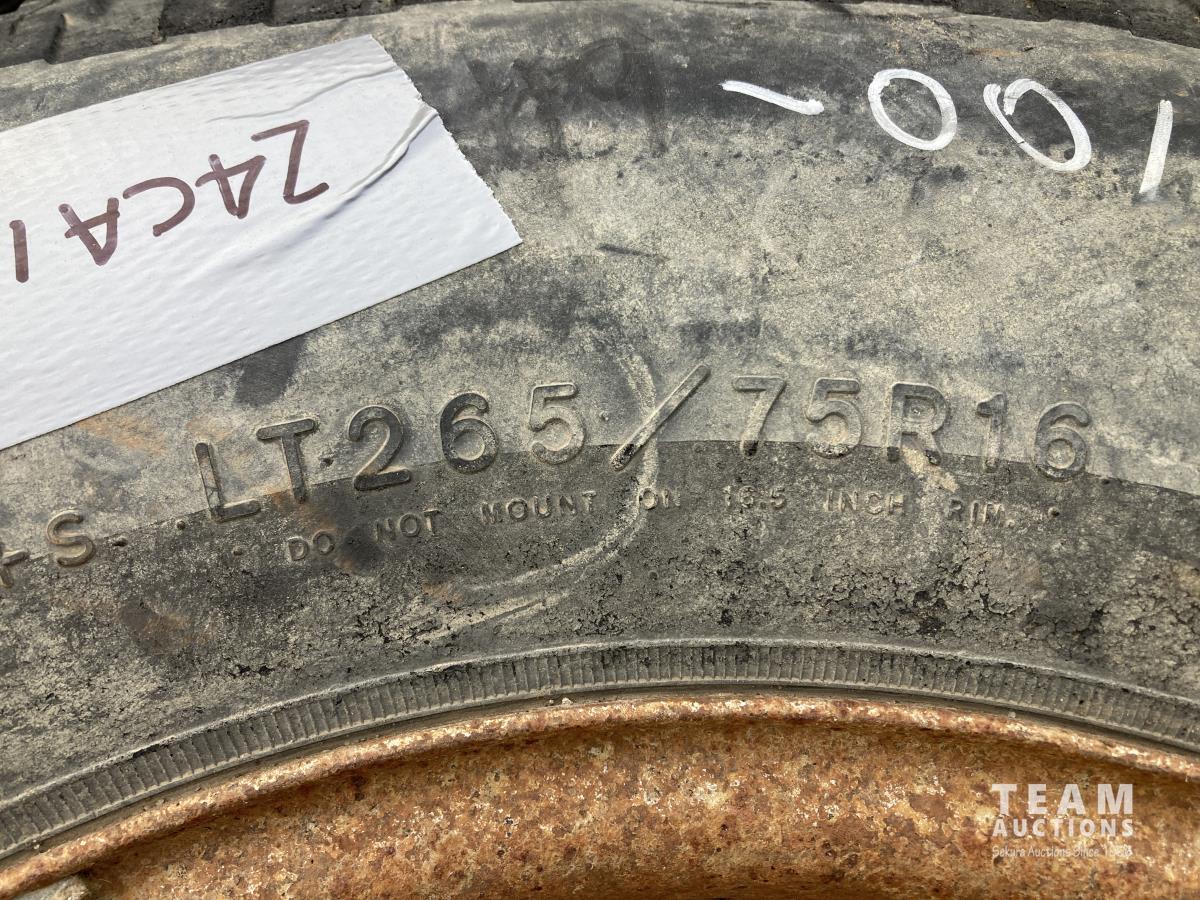 -001
24CA1
LT265/75R16
+S
DO NOT MOUNT ON 16.5 INCH RIM.
TEAM
AUCTIONS